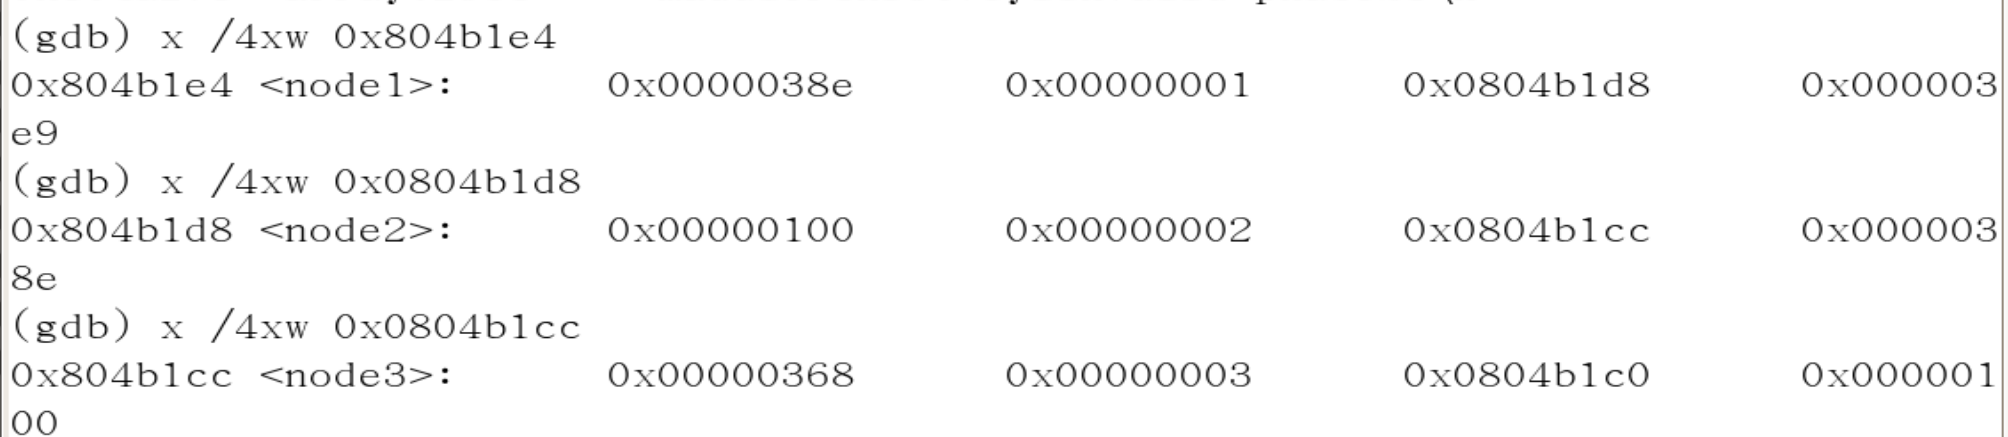 (gdb) x /4xw 0x804b1e4
0x804b1e4 <node1>: 0x0000038e 0x00000001 0x0804b1d8 0x000003
e9
(gdb) x /4xw 0x0804b1d8
0x804b1d8 <node2>: 0x00000100 0x00000002 0x0804b1cc 0x000003
8e
(gdb) x /4xw 0x0804b1cc
0x804b1cc <node3>: 0x00000368 0x00000003 0x0804b1c0 0x000001
00